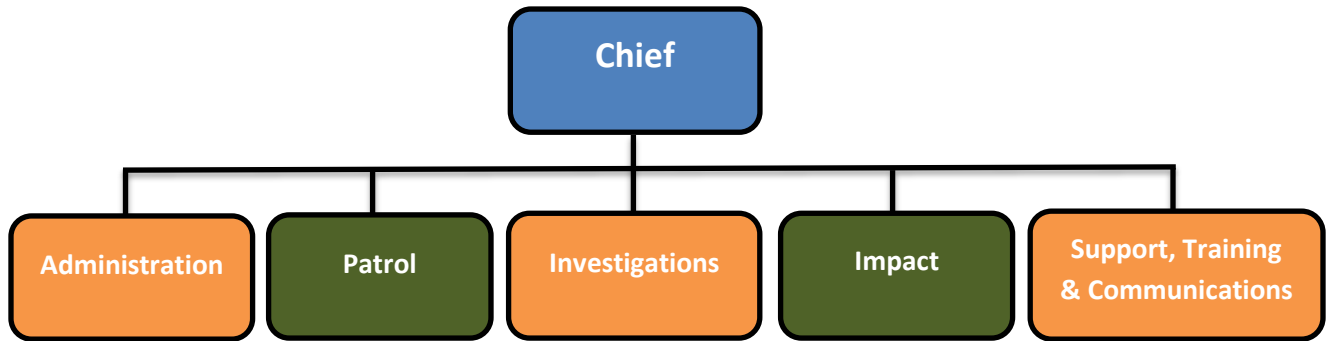 Chief
Administration
Patrol
Investigations
Impact
Support, Training
& Communications